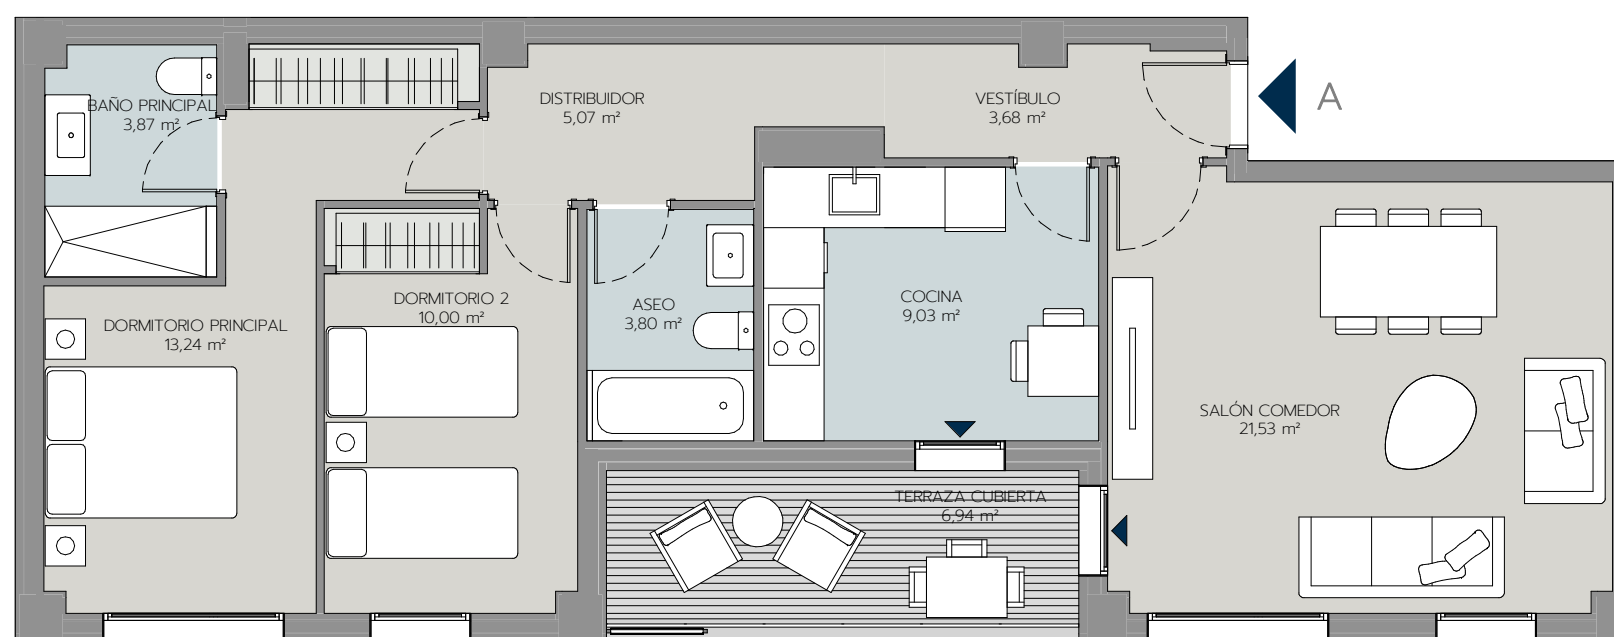 BAÑO PRINCIPAL
3,87 m²
DISTRIBUIDOR
5,07 m²
VESTÍBULO
3,68 m²
A
DORMITORIO PRINCIPAL
13,24 m²
DORMITORIO 2
10,00 m²
ASEO
3,80 m²
COCINA
9,03 m²
SALÓN COMEDOR
21,53 m²
TERRAZA CUBIERTA
6,94 m²